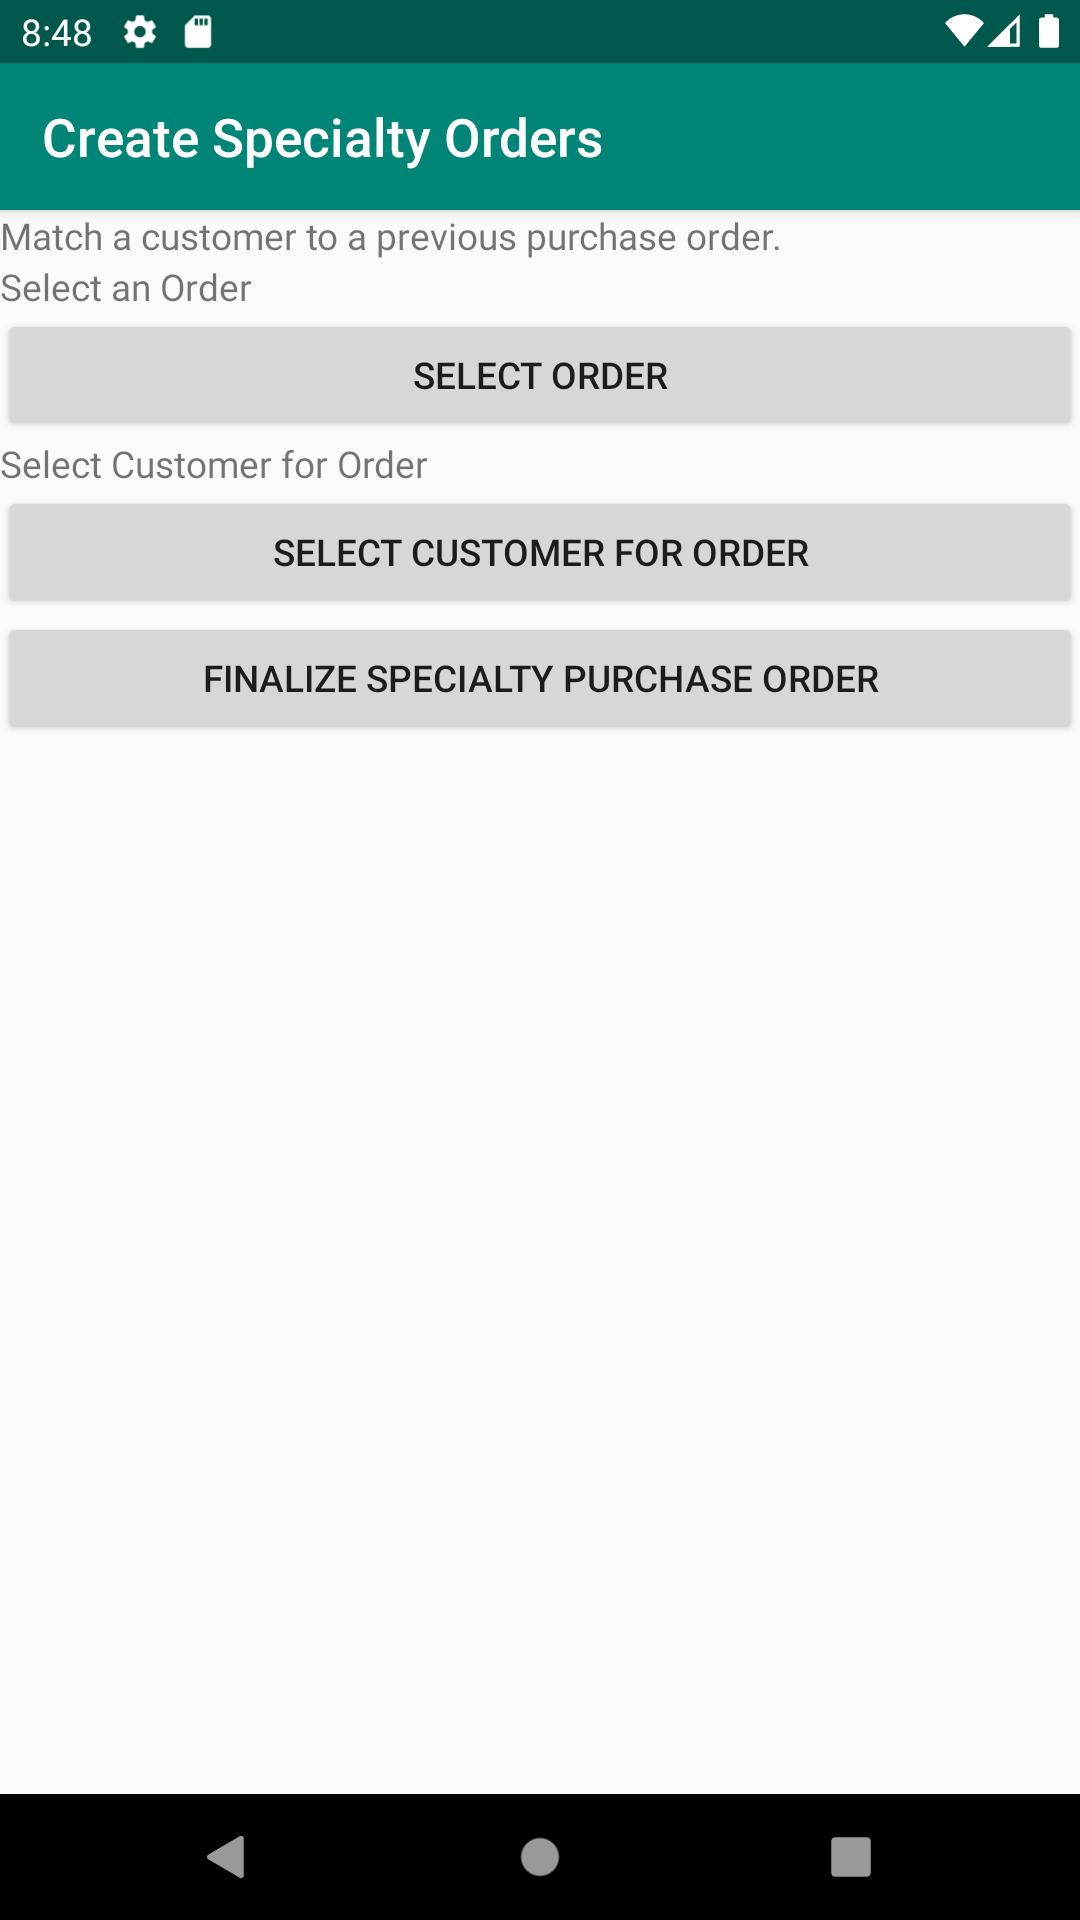 8:48
Create Specialty Orders
Match a customer to a previous purchase order.
Select an Order
SELECT ORDER
Select Customer for Order
SELECT CUSTOMER FOR ORDER
FINALIZE SPECIALTY PURCHASE ORDER